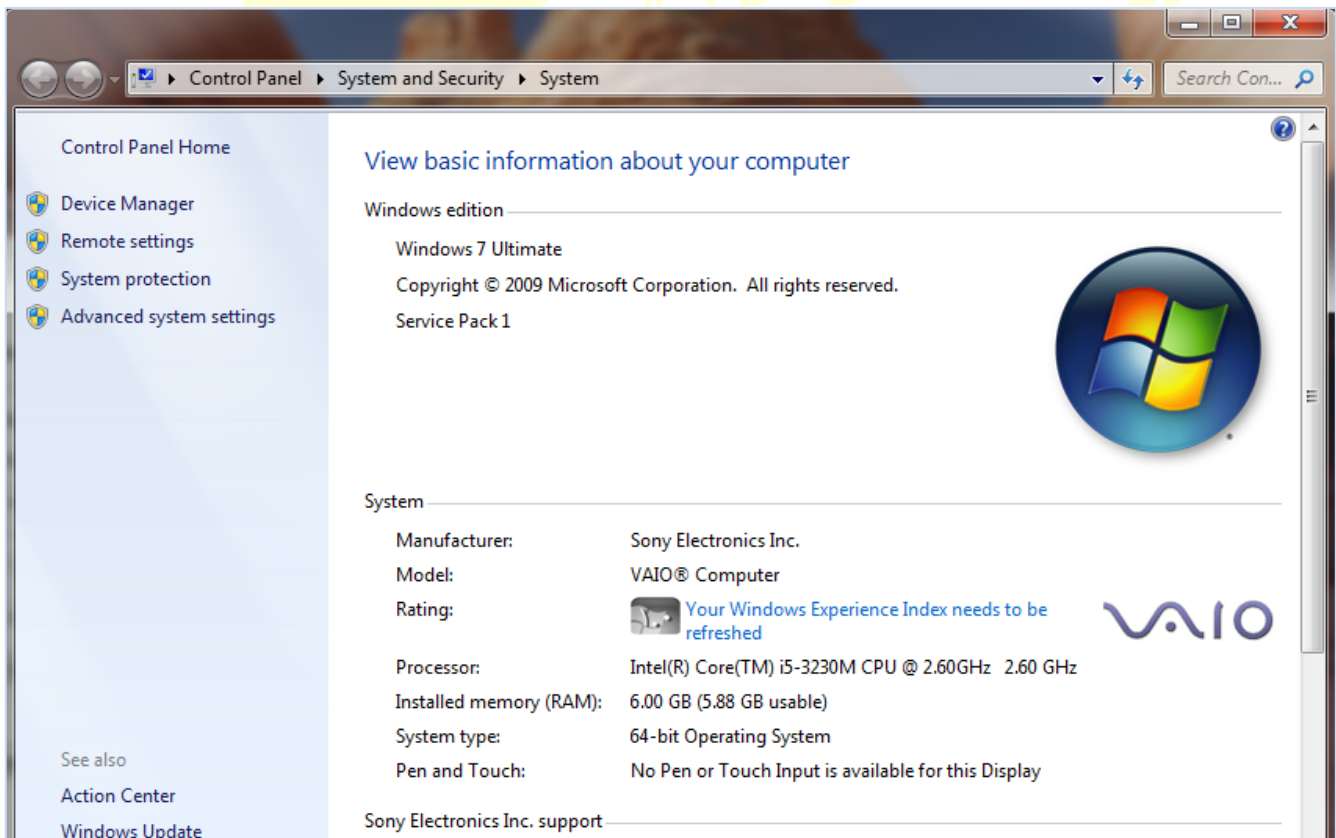 Control Panel ▸ System and Security ▸ System
Search Con...
Control Panel Home
Device Manager
Remote settings
System protection
Advanced system settings
See also
Action Center
Windows Update
View basic information about your computer
Windows edition
Windows 7 Ultimate
Copyright © 2009 Microsoft Corporation. All rights reserved.
Service Pack 1
System
Manufacturer: Sony Electronics Inc.
Model: VAIO® Computer
Rating: Your Windows Experience Index needs to be
refreshed
VAIO
Processor: Intel(R) Core(TM) i5-3230M CPU @ 2.60GHz 2.60 GHz
Installed memory (RAM): 6.00 GB (5.88 GB usable)
System type: 64-bit Operating System
Pen and Touch: No Pen or Touch Input is available for this Display
Sony Electronics Inc. support